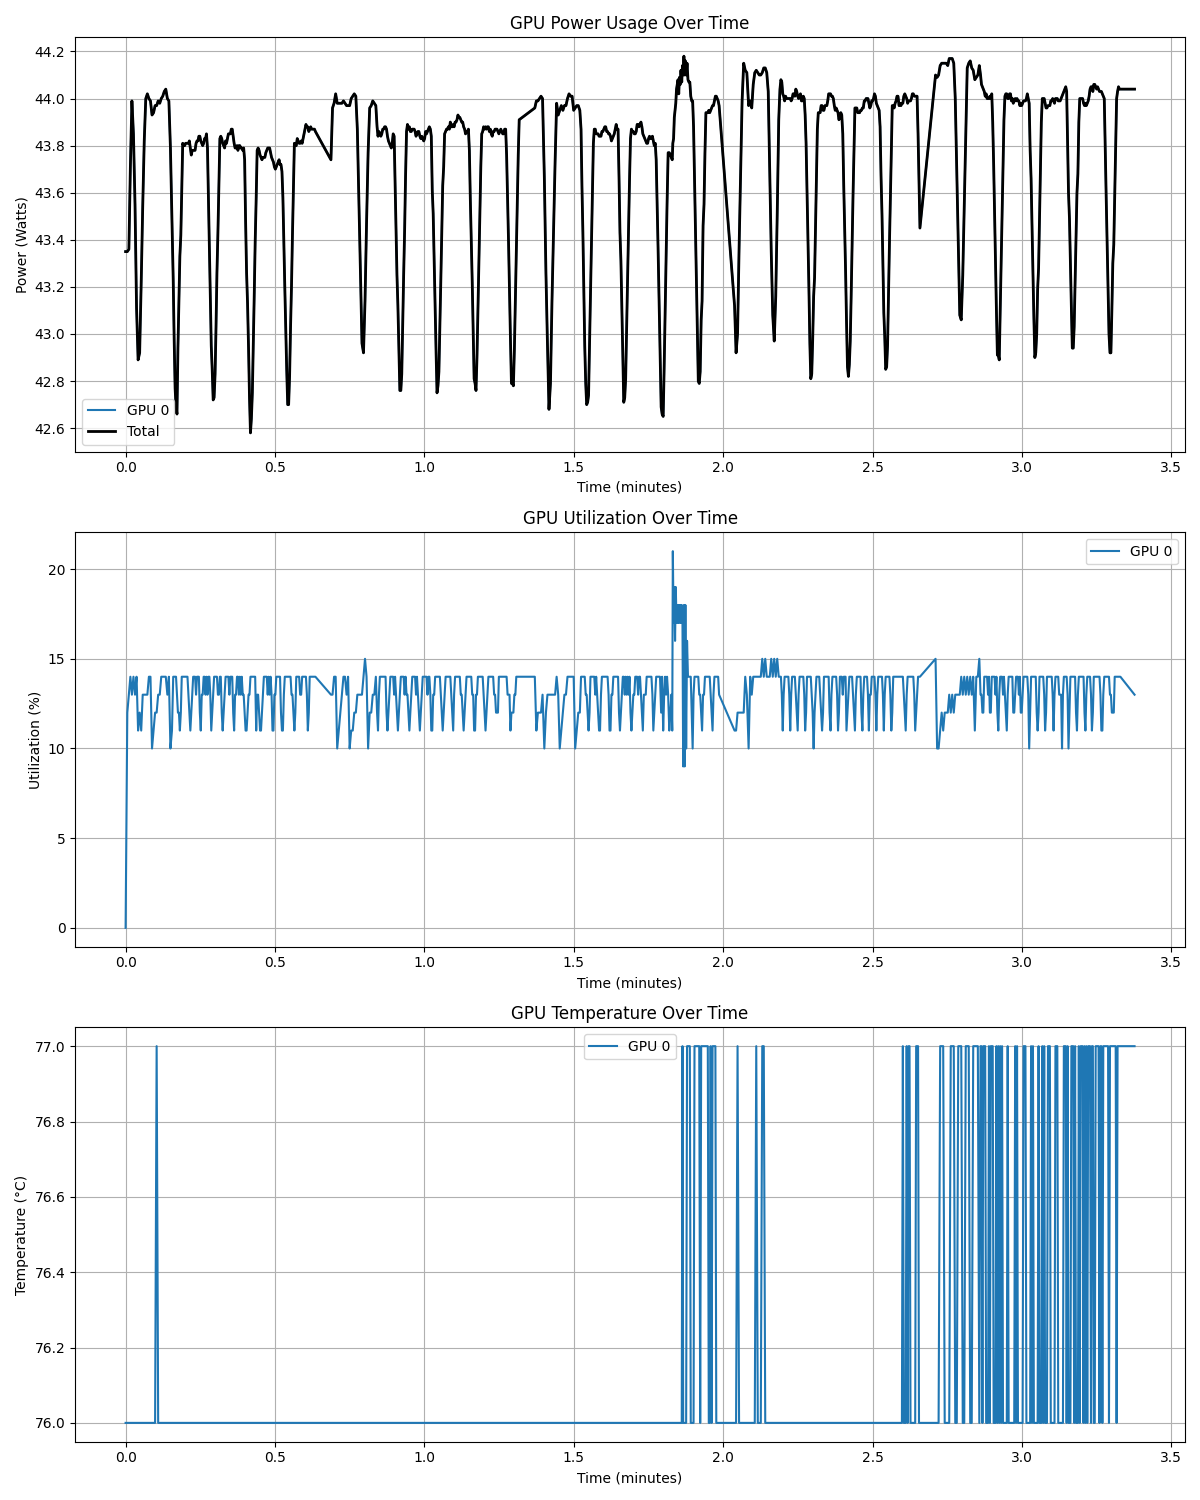 GPU Power Usage Over Time
44.2
44.0
43.8
43.6
43.4
43.2
43.0
42.8
42.6
Power (Watts)
GPU 0
Total
0.0 0.5 1.0 1.5 2.0 2.5 3.0 3.5
Time (minutes)
GPU Utilization Over Time
GPU 0
20
15
10
5
0
Utilization (%)
0.0 0.5 1.0 1.5 2.0 2.5 3.0 3.5
Time (minutes)
GPU Temperature Over Time
GPU 0
77.0
76.8
76.6
76.4
76.2
76.0
Temperature (°C)
0.0 0.5 1.0 1.5 2.0 2.5 3.0 3.5
Time (minutes)